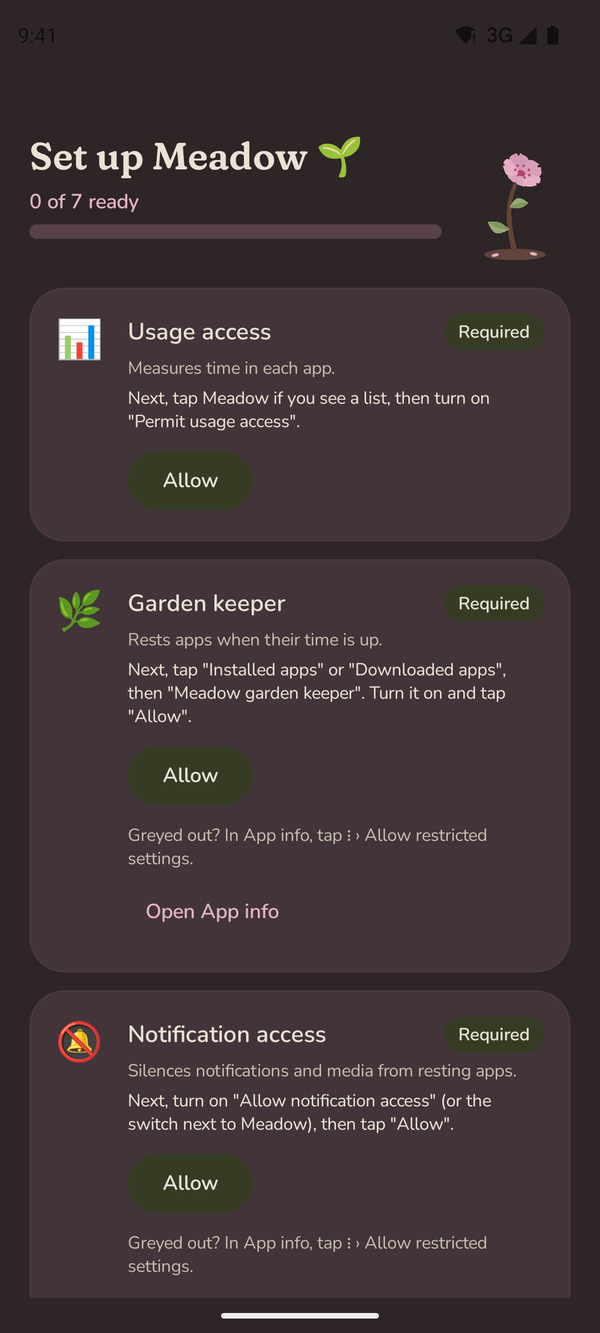 9:41
3G
Set up Meadow 🌱
0 of 7 ready
Usage access
Required
Measures time in each app.
Next, tap Meadow if you see a list, then turn on
"Permit usage access".
Allow
Garden keeper
Required
Rests apps when their time is up.
Next, tap "Installed apps" or "Downloaded apps",
then "Meadow garden keeper". Turn it on and tap
"Allow".
Allow
Greyed out? In App info, tap ⋮ › Allow restricted
settings.
Open App info
Notification access
Required
Silences notifications and media from resting apps.
Next, turn on "Allow notification access" (or the
switch next to Meadow), then tap "Allow".
Allow
Greyed out? In App info, tap ⋮ › Allow restricted
settings.